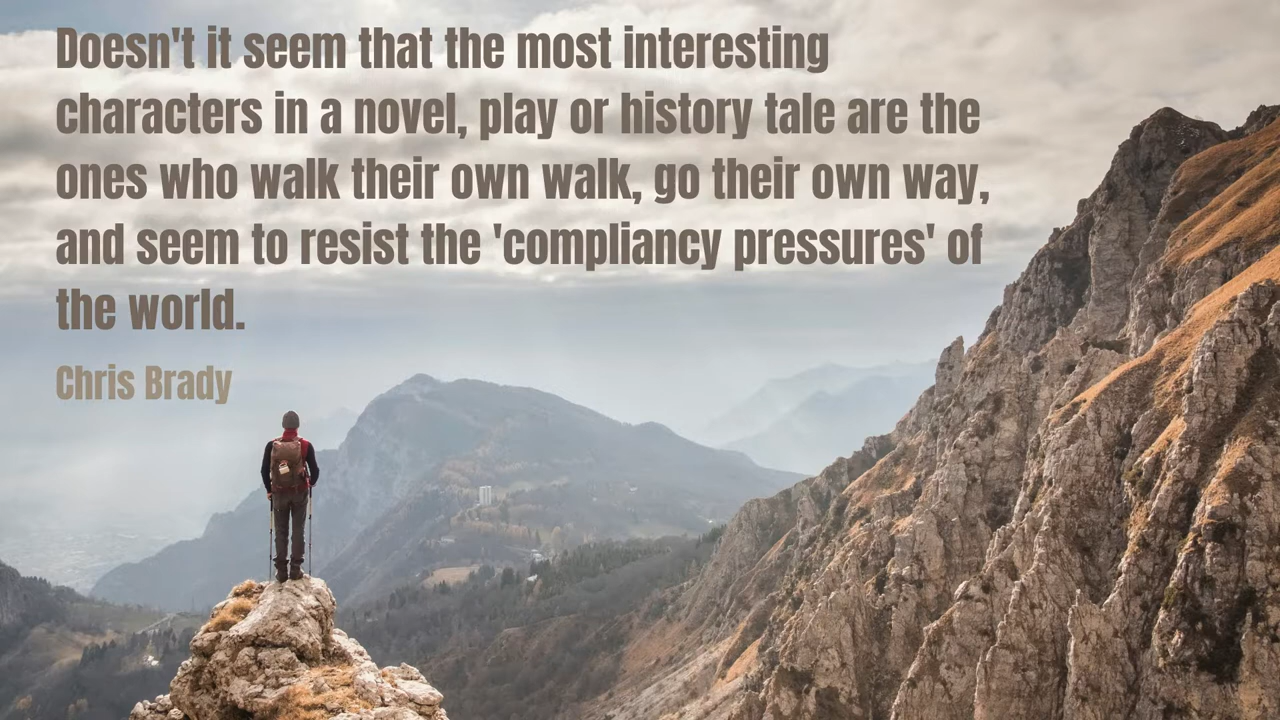 Doesn't it seem that the most interesting
characters in a novel, play or history tale are the
ones who walk their own walk, go their own way,
and seem to resist the 'compliancy pressures' of
the world.
Chris Brady